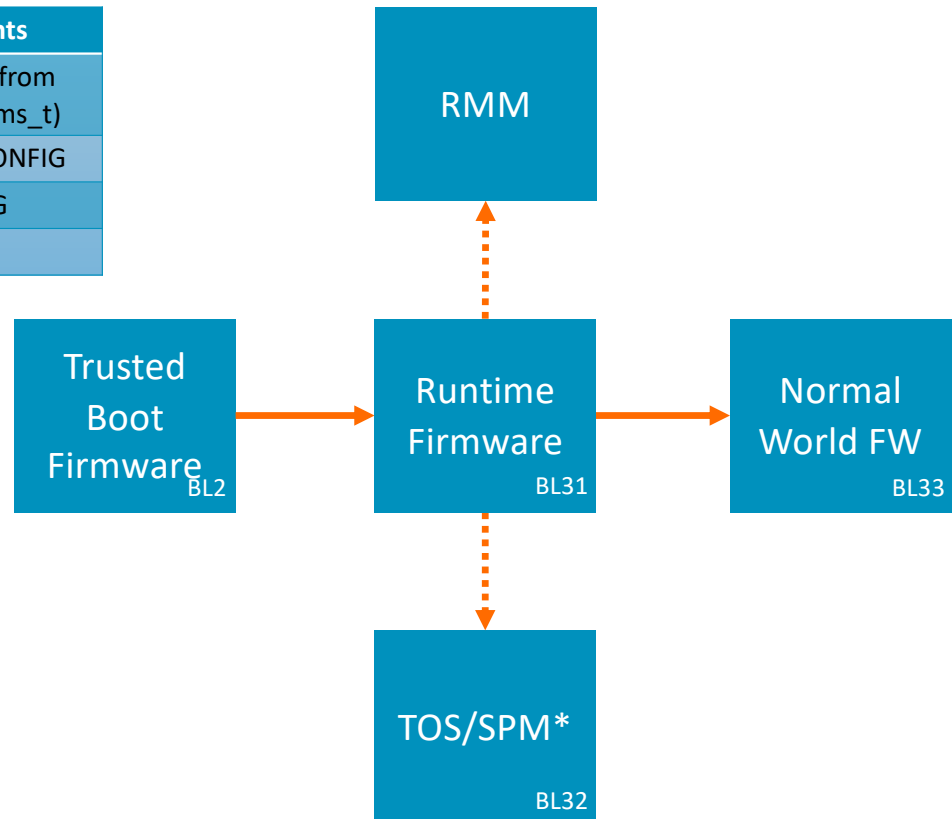 nts
from
ms_t)
ONFIG
G
RMM
Trusted
Boot
Firmware
BL2
Runtime
Firmware
BL31
Normal
World FW
BL33
TOS/SPM*
BL32